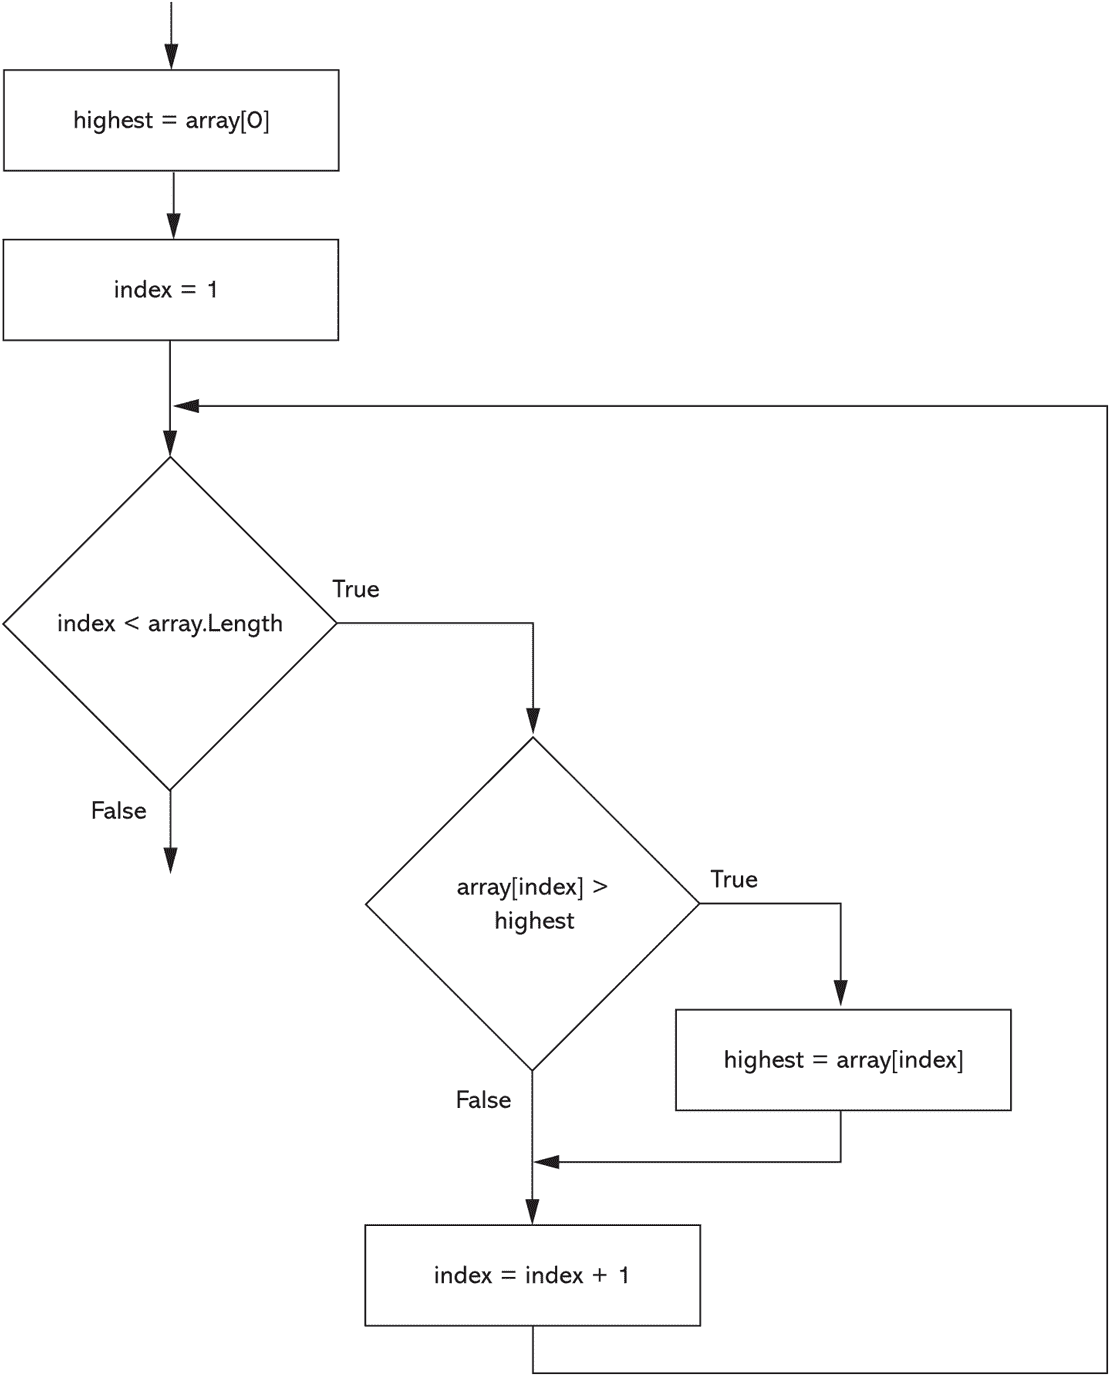 highest = array[0]
index = 1
True
index < array.Length
False
True
array[index] >
highest
highest = array[index]
False
index = index + 1